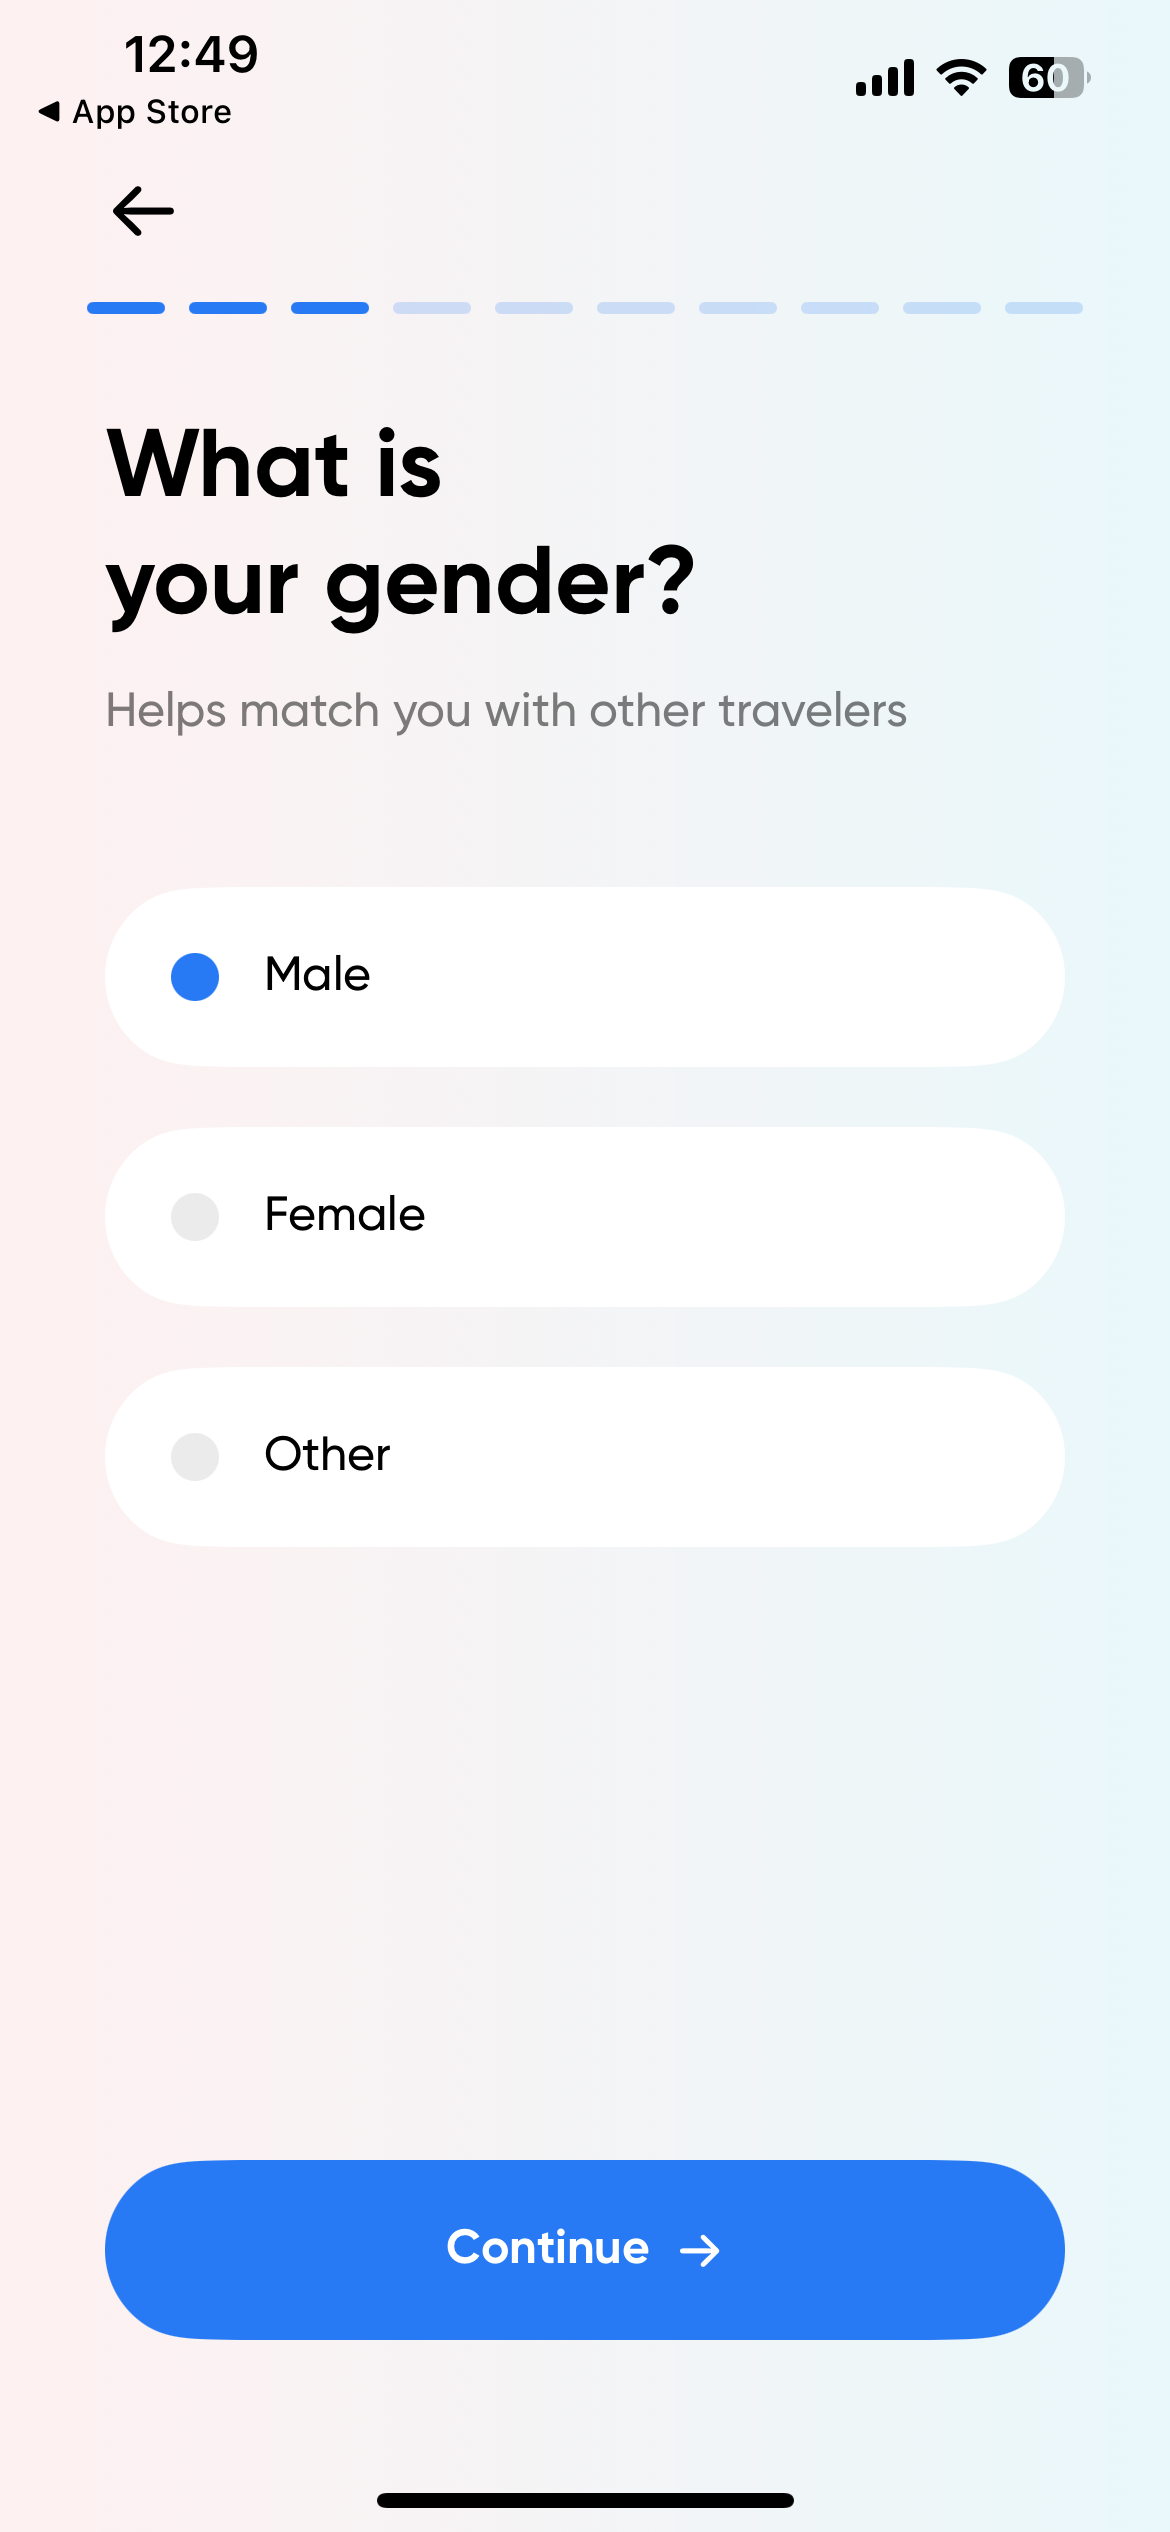 12:49
60
App Store
What is
your gender?
Helps match you with other travelers
Male
Female
Other
Continue